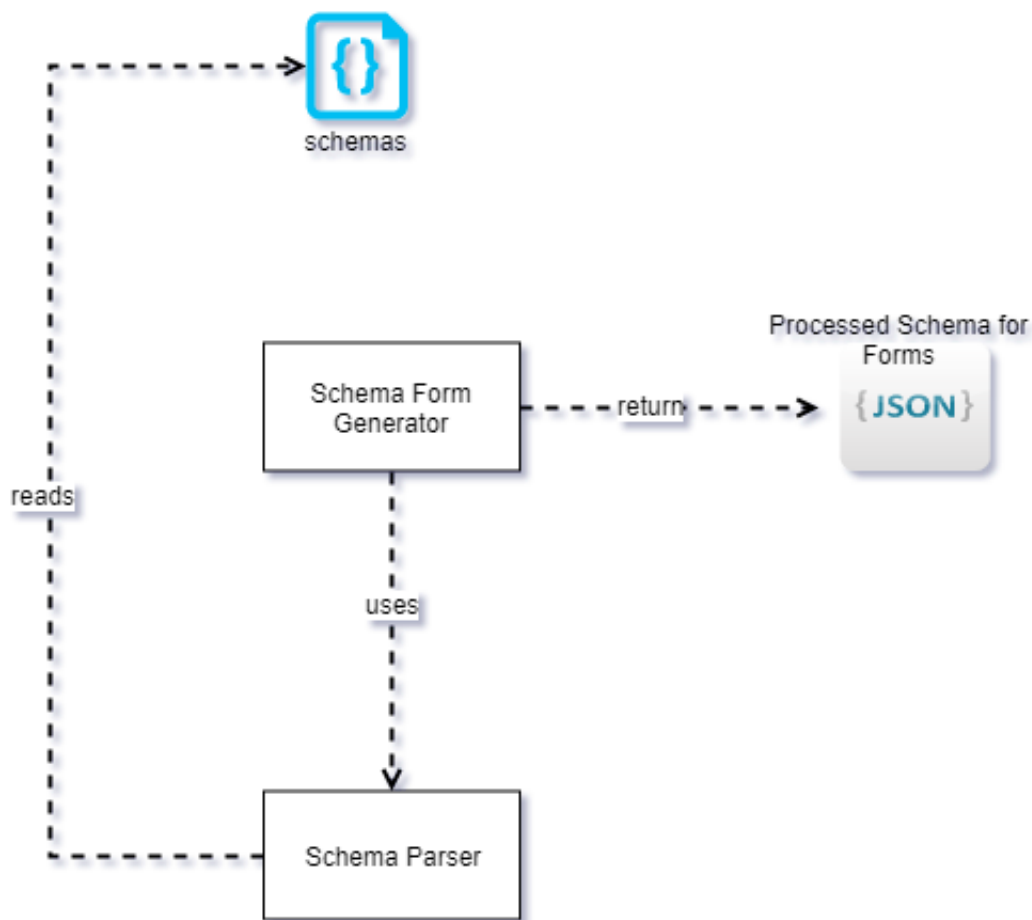 {}
schemas
Processed Schema for
Forms
{JSON}
Schema Form
Generator
return
reads
uses
Schema Parser